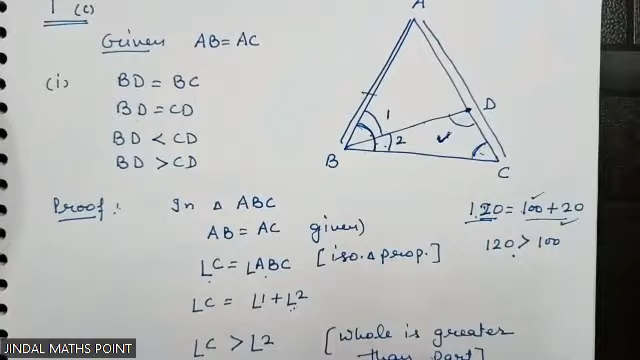 1 (c)
Given AB = AC
(i) BD = BC
BD = CD
BD < CD
BD > CD
A
1
D
2
B
C
Proof: In Δ ABC
AB = AC given)
∠C = ∠ABC [iso. Δ prop.]
∠C = ∠1 + ∠2
∠C > ∠2 [Whole is greater
than Part]
120 = 100 + 20
120 > 100
JINDAL MATHS POINT